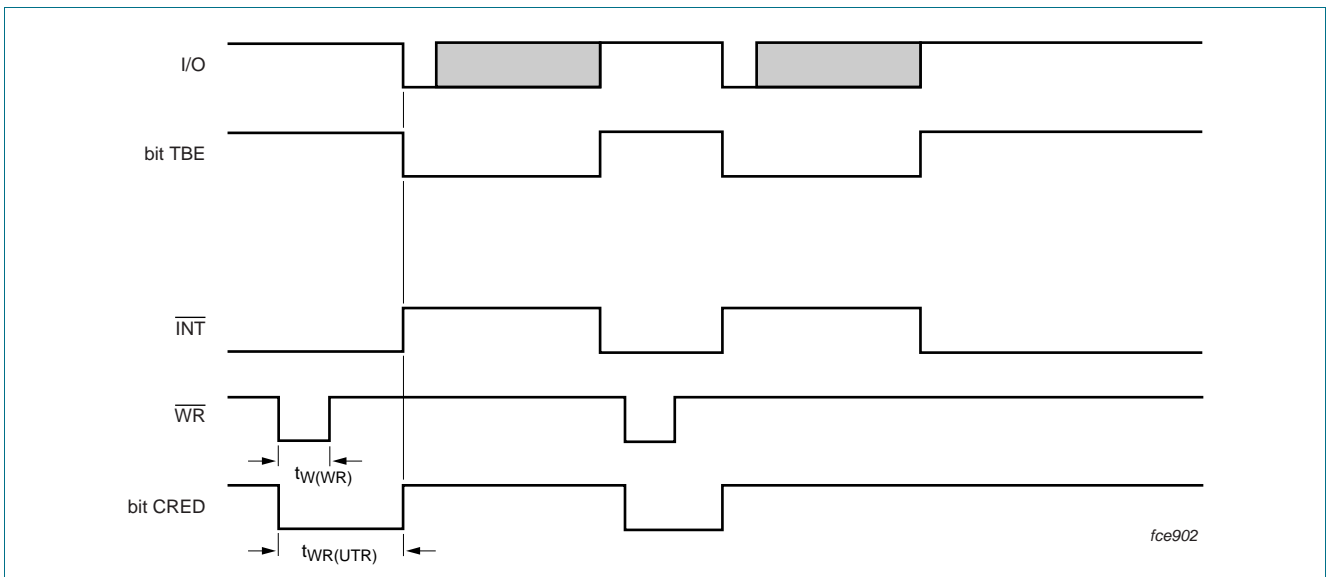 I/O
bit TBE
INT
WR
tW(WR)
bit CRED
tWR(UTR)
fce902